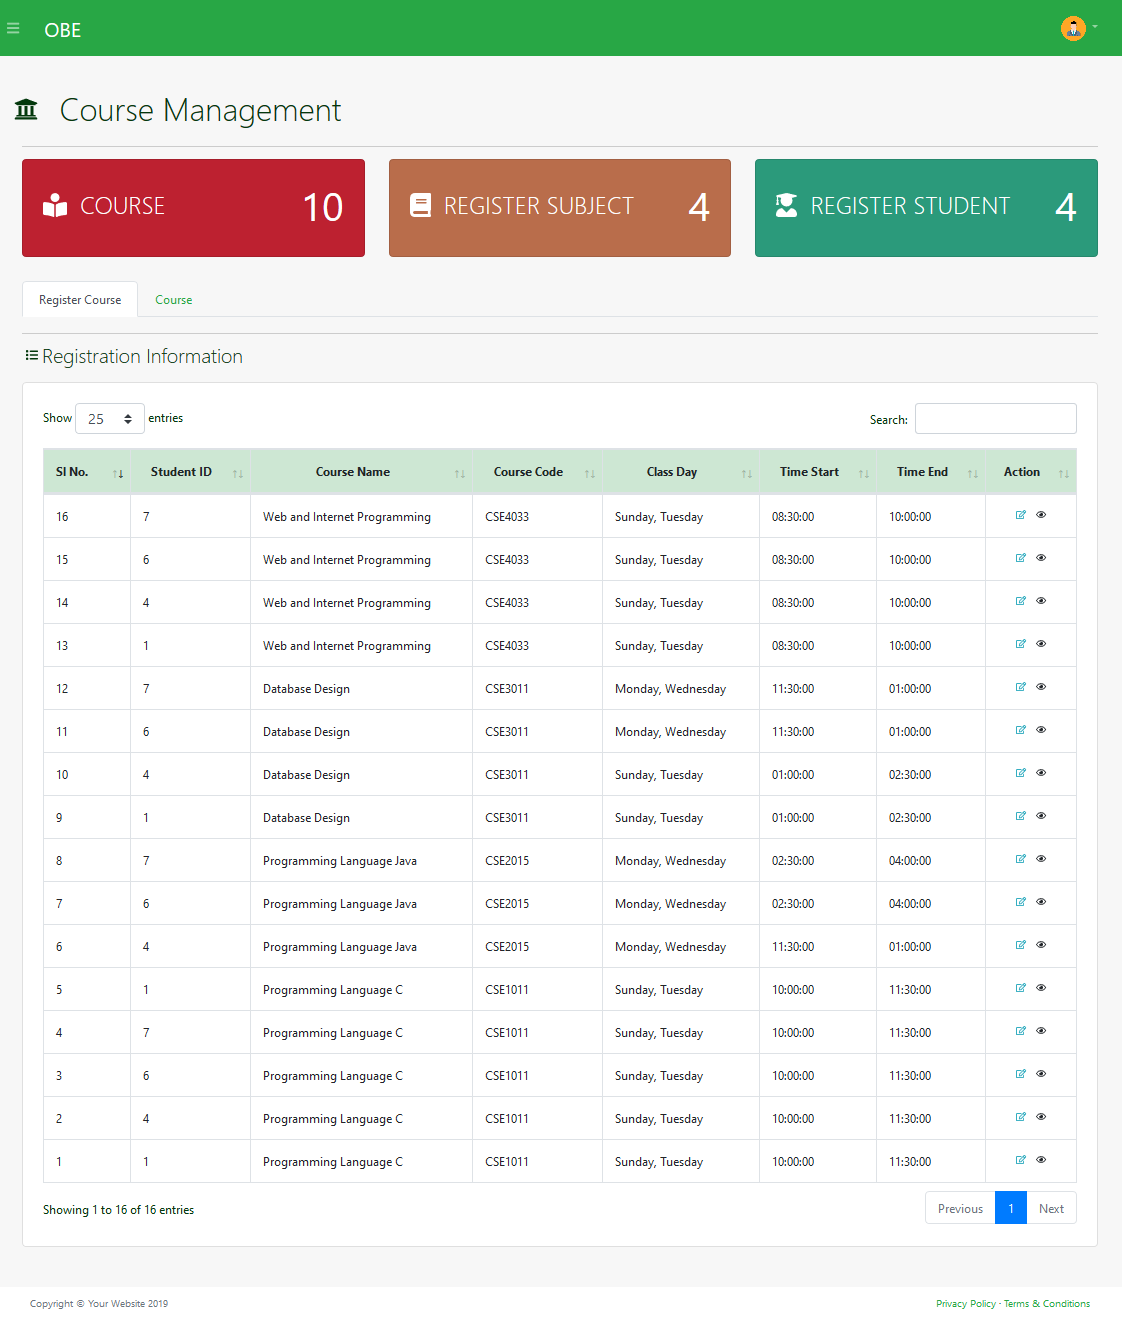 OBE
Course Management
COURSE 10
REGISTER SUBJECT 4
REGISTER STUDENT 4
Register Course Course
Registration Information
Show 25 entries Search:
Sl No. Student ID Course Name Course Code Class Day Time Start Time End Action
16 7 Web and Internet Programming CSE4033 Sunday, Tuesday 08:30:00 10:00:00
15 6 Web and Internet Programming CSE4033 Sunday, Tuesday 08:30:00 10:00:00
14 4 Web and Internet Programming CSE4033 Sunday, Tuesday 08:30:00 10:00:00
13 1 Web and Internet Programming CSE4033 Sunday, Tuesday 08:30:00 10:00:00
12 7 Database Design CSE3011 Monday, Wednesday 11:30:00 01:00:00
11 6 Database Design CSE3011 Monday, Wednesday 11:30:00 01:00:00
10 4 Database Design CSE3011 Sunday, Tuesday 01:00:00 02:30:00
9 1 Database Design CSE3011 Sunday, Tuesday 01:00:00 02:30:00
8 7 Programming Language Java CSE2015 Monday, Wednesday 02:30:00 04:00:00
7 6 Programming Language Java CSE2015 Monday, Wednesday 02:30:00 04:00:00
6 4 Programming Language Java CSE2015 Monday, Wednesday 11:30:00 01:00:00
5 1 Programming Language C CSE1011 Sunday, Tuesday 10:00:00 11:30:00
4 7 Programming Language C CSE1011 Sunday, Tuesday 10:00:00 11:30:00
3 6 Programming Language C CSE1011 Sunday, Tuesday 10:00:00 11:30:00
2 4 Programming Language C CSE1011 Sunday, Tuesday 10:00:00 11:30:00
1 1 Programming Language C CSE1011 Sunday, Tuesday 10:00:00 11:30:00
Showing 1 to 16 of 16 entries Previous 1 Next
Copyright © Your Website 2019 Privacy Policy · Terms & Conditions